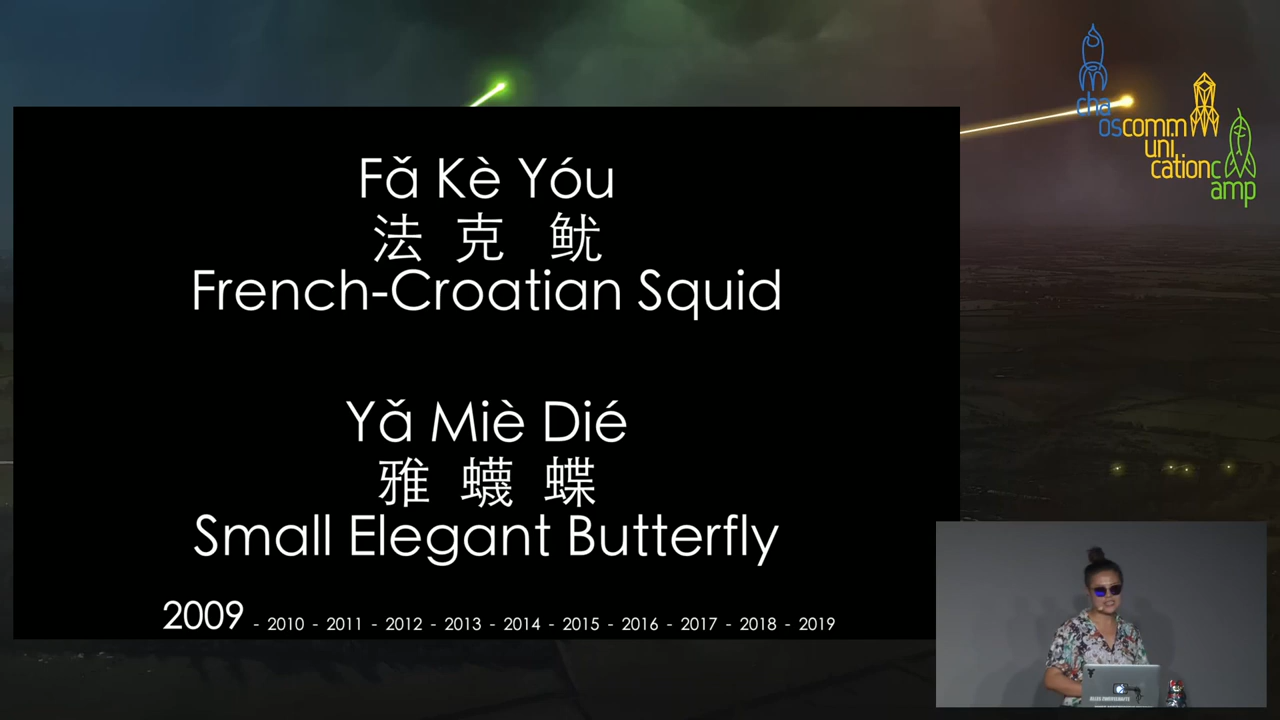 chaos communication camp
Fǎ Kè Yóu
法 克 鱿
French-Croatian Squid
Yǎ Miè Dié
雅 蠛 蝶
Small Elegant Butterfly
2009 - 2010 - 2011 - 2012 - 2013 - 2014 - 2015 - 2016 - 2017 - 2018 - 2019